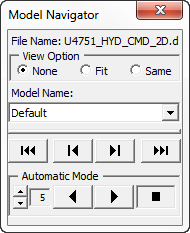 Model Navigator
File Name: U4751_HYD_CMD_2D.d
View Option
None Fit Same
Model Name:
Default
Automatic Mode
5